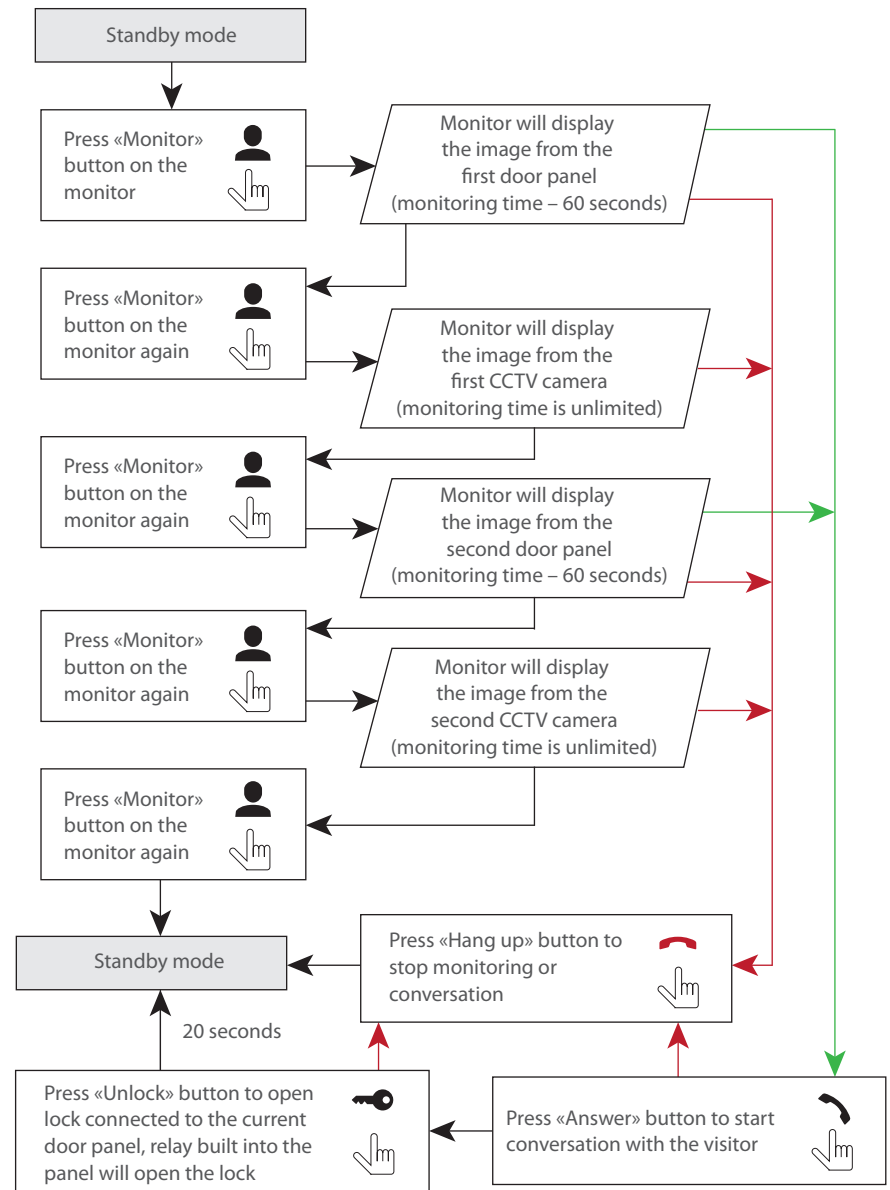 Standby mode
Press «Monitor»
button on the
monitor
Monitor will display
the image from the
first door panel
(monitoring time – 60 seconds)
Press «Monitor»
button on the
monitor again
Monitor will display
the image from the
first CCTV camera
(monitoring time is unlimited)
Press «Monitor»
button on the
monitor again
Monitor will display
the image from the
second door panel
(monitoring time – 60 seconds)
Press «Monitor»
button on the
monitor again
Monitor will display
the image from the
second CCTV camera
(monitoring time is unlimited)
Press «Monitor»
button on the
monitor again
Standby mode
Press «Hang up» button to
stop monitoring or
conversation
20 seconds
Press «Unlock» button to open
lock connected to the current
door panel, relay built into the
panel will open the lock
Press «Answer» button to start
conversation with the visitor